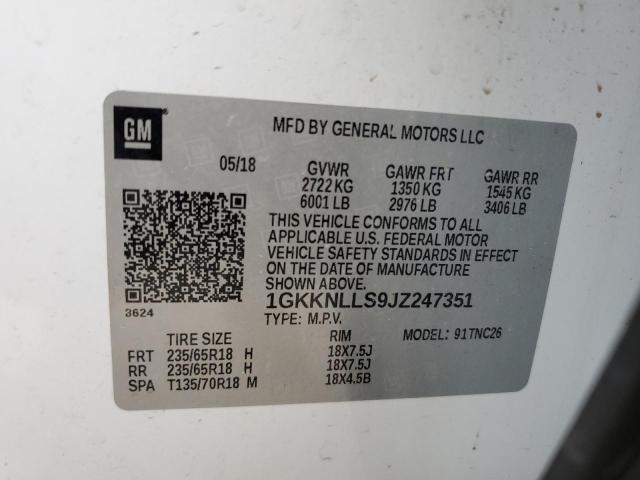 GM
MFD BY GENERAL MOTORS LLC
05/18 GVWR GAWR FRT GAWR RR
2722 KG 1350 KG 1545 KG
6001 LB 2976 LB 3406 LB
THIS VEHICLE CONFORMS TO ALL
APPLICABLE U.S. FEDERAL MOTOR
VEHICLE SAFETY STANDARDS IN EFFECT
ON THE DATE OF MANUFACTURE
SHOWN ABOVE.
1GKKNLLS9JZ247351
3624
TYPE: M.P.V. MODEL: 91TNC26
TIRE SIZE RIM
FRT 235/65R18 H 18X7.5J
RR 235/65R18 H 18X7.5J
SPA T135/70R18 M 18X4.5B